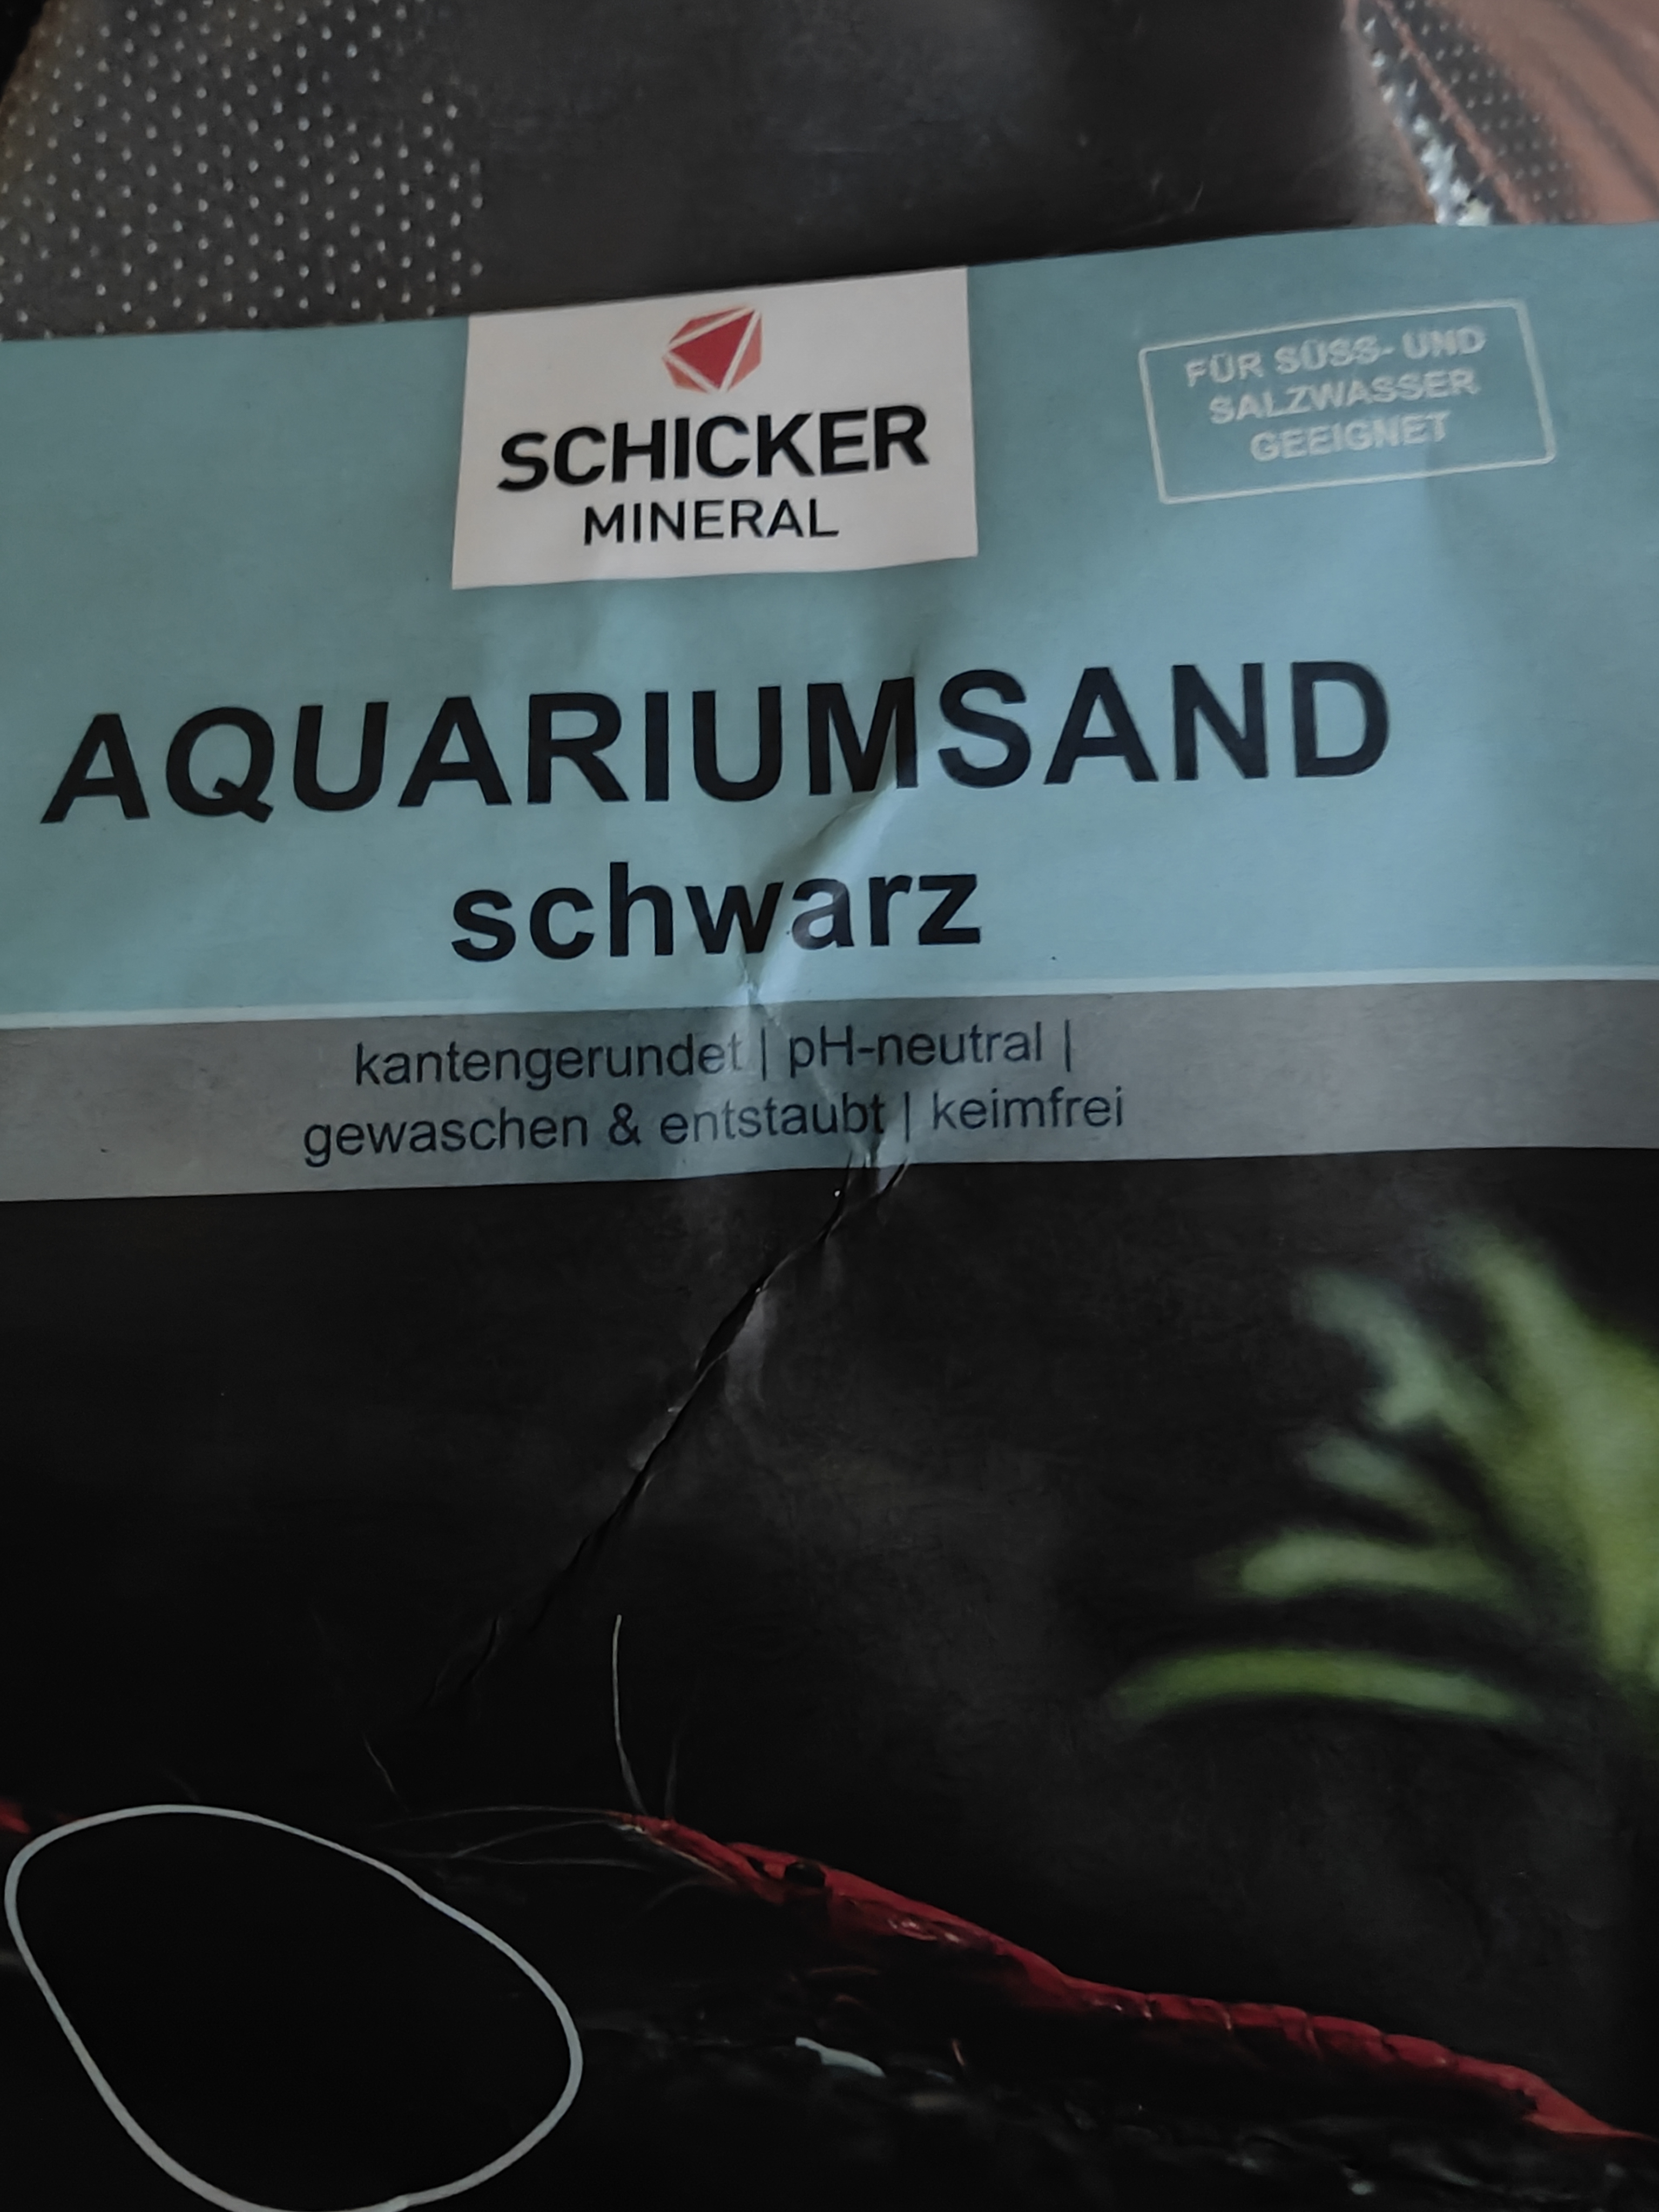 SCHICKER
MINERAL
FÜR SÜSS- UND
SALZWASSER
GEEIGNET
AQUARIUMSAND
schwarz
kantengerundet | pH-neutral |
gewaschen & entstaubt | keimfrei